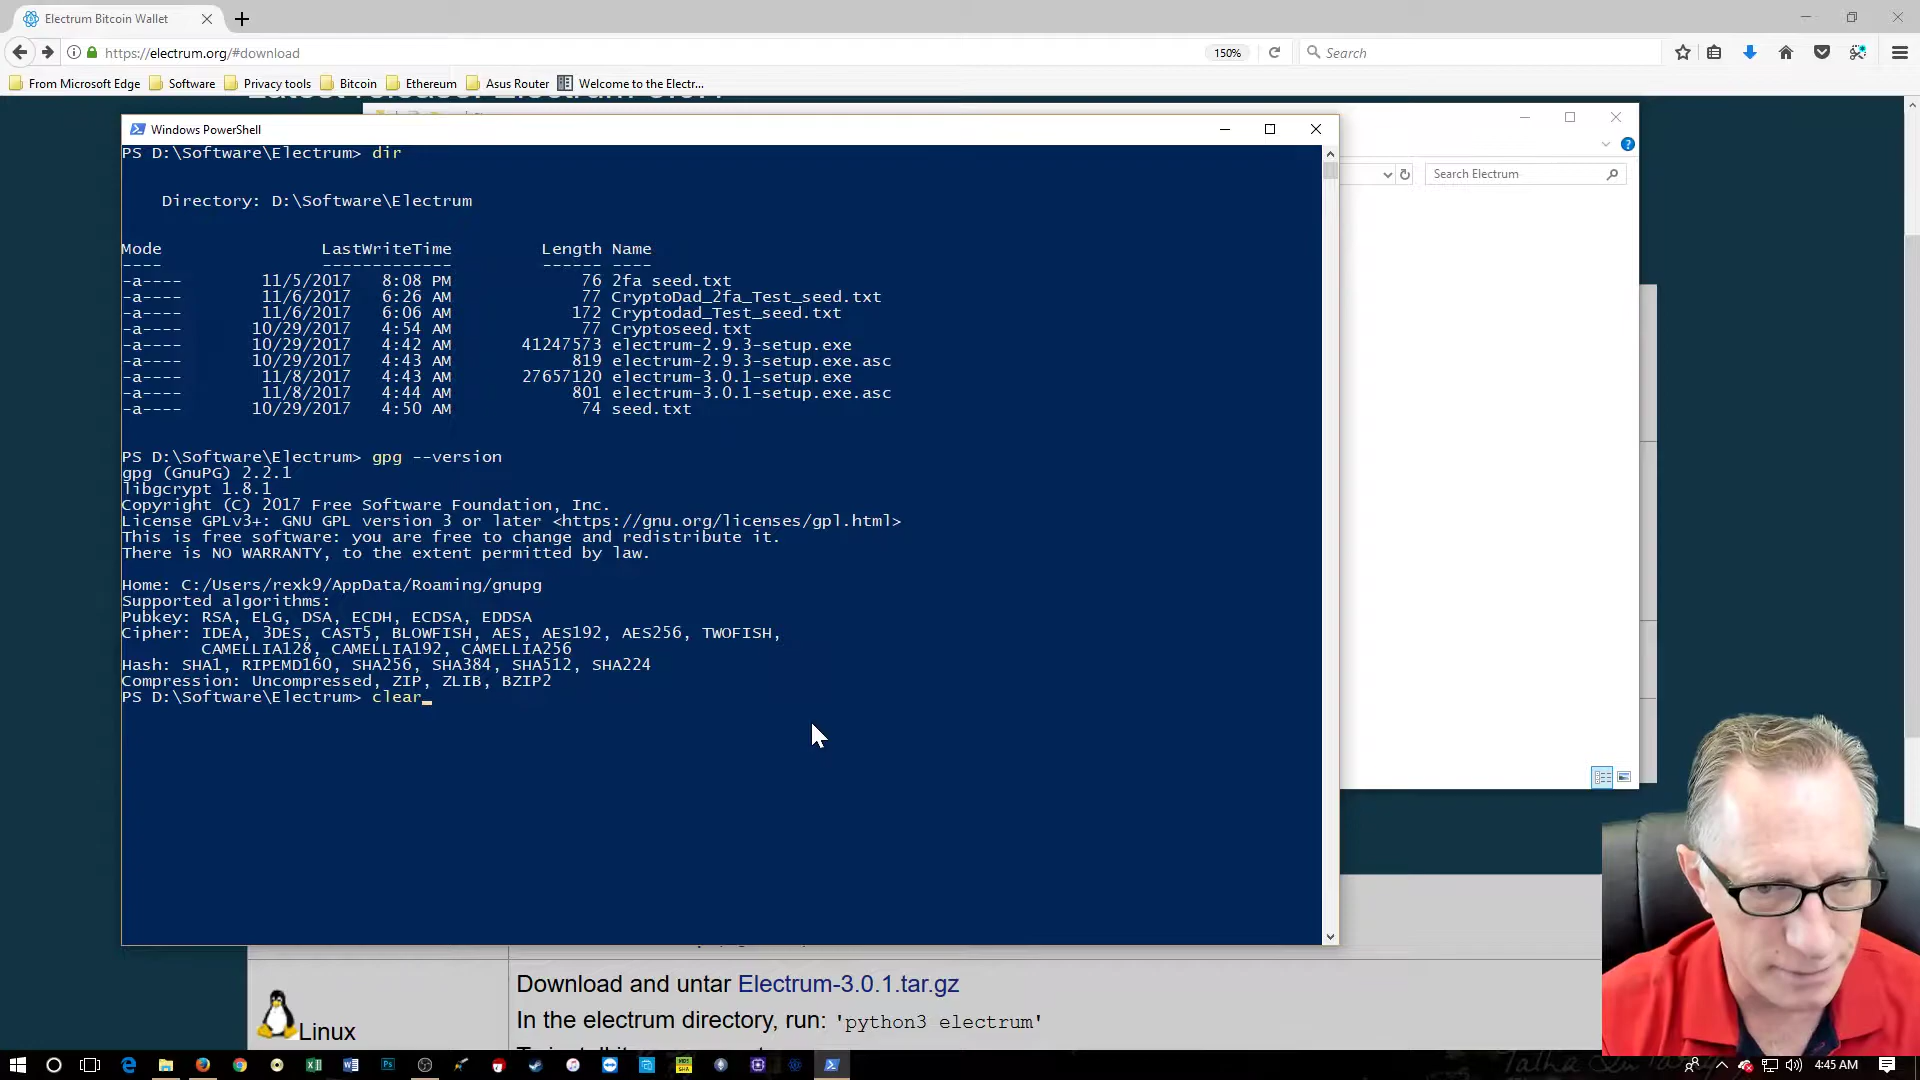 Electrum Bitcoin Wallet
https://electrum.org/#download
150%
Search
From Microsoft Edge
Software
Privacy tools
Bitcoin
Ethereum
Asus Router
Welcome to the Electr...
Windows PowerShell
Search Electrum
PS D:\Software\Electrum> dir
Directory: D:\Software\Electrum
Mode LastWriteTime Length Name
---- ------------- ------ ----
-a---- 11/5/2017 8:08 PM 76 2fa seed.txt
-a---- 11/6/2017 6:26 AM 77 CryptoDad_2fa_Test_seed.txt
-a---- 11/6/2017 6:06 AM 172 Cryptodad_Test_seed.txt
-a---- 10/29/2017 4:54 AM 77 Cryptoseed.txt
-a---- 10/29/2017 4:42 AM 41247573 electrum-2.9.3-setup.exe
-a---- 10/29/2017 4:43 AM 819 electrum-2.9.3-setup.exe.asc
-a---- 11/8/2017 4:43 AM 27657120 electrum-3.0.1-setup.exe
-a---- 11/8/2017 4:44 AM 801 electrum-3.0.1-setup.exe.asc
-a---- 10/29/2017 4:50 AM 74 seed.txt
PS D:\Software\Electrum> gpg --version
gpg (GnuPG) 2.2.1
libgcrypt 1.8.1
Copyright (C) 2017 Free Software Foundation, Inc.
License GPLv3+: GNU GPL version 3 or later <https://gnu.org/licenses/gpl.html>
This is free software: you are free to change and redistribute it.
There is NO WARRANTY, to the extent permitted by law.
Home: C:/Users/rexk9/AppData/Roaming/gnupg
Supported algorithms:
Pubkey: RSA, ELG, DSA, ECDH, ECDSA, EDDSA
Cipher: IDEA, 3DES, CAST5, BLOWFISH, AES, AES192, AES256, TWOFISH,
CAMELLIA128, CAMELLIA192, CAMELLIA256
Hash: SHA1, RIPEMD160, SHA256, SHA384, SHA512, SHA224
Compression: Uncompressed, ZIP, ZLIB, BZIP2
PS D:\Software\Electrum> clear_
Linux
Download and untar Electrum-3.0.1.tar.gz
In the electrum directory, run: 'python3 electrum'
4:45 AM